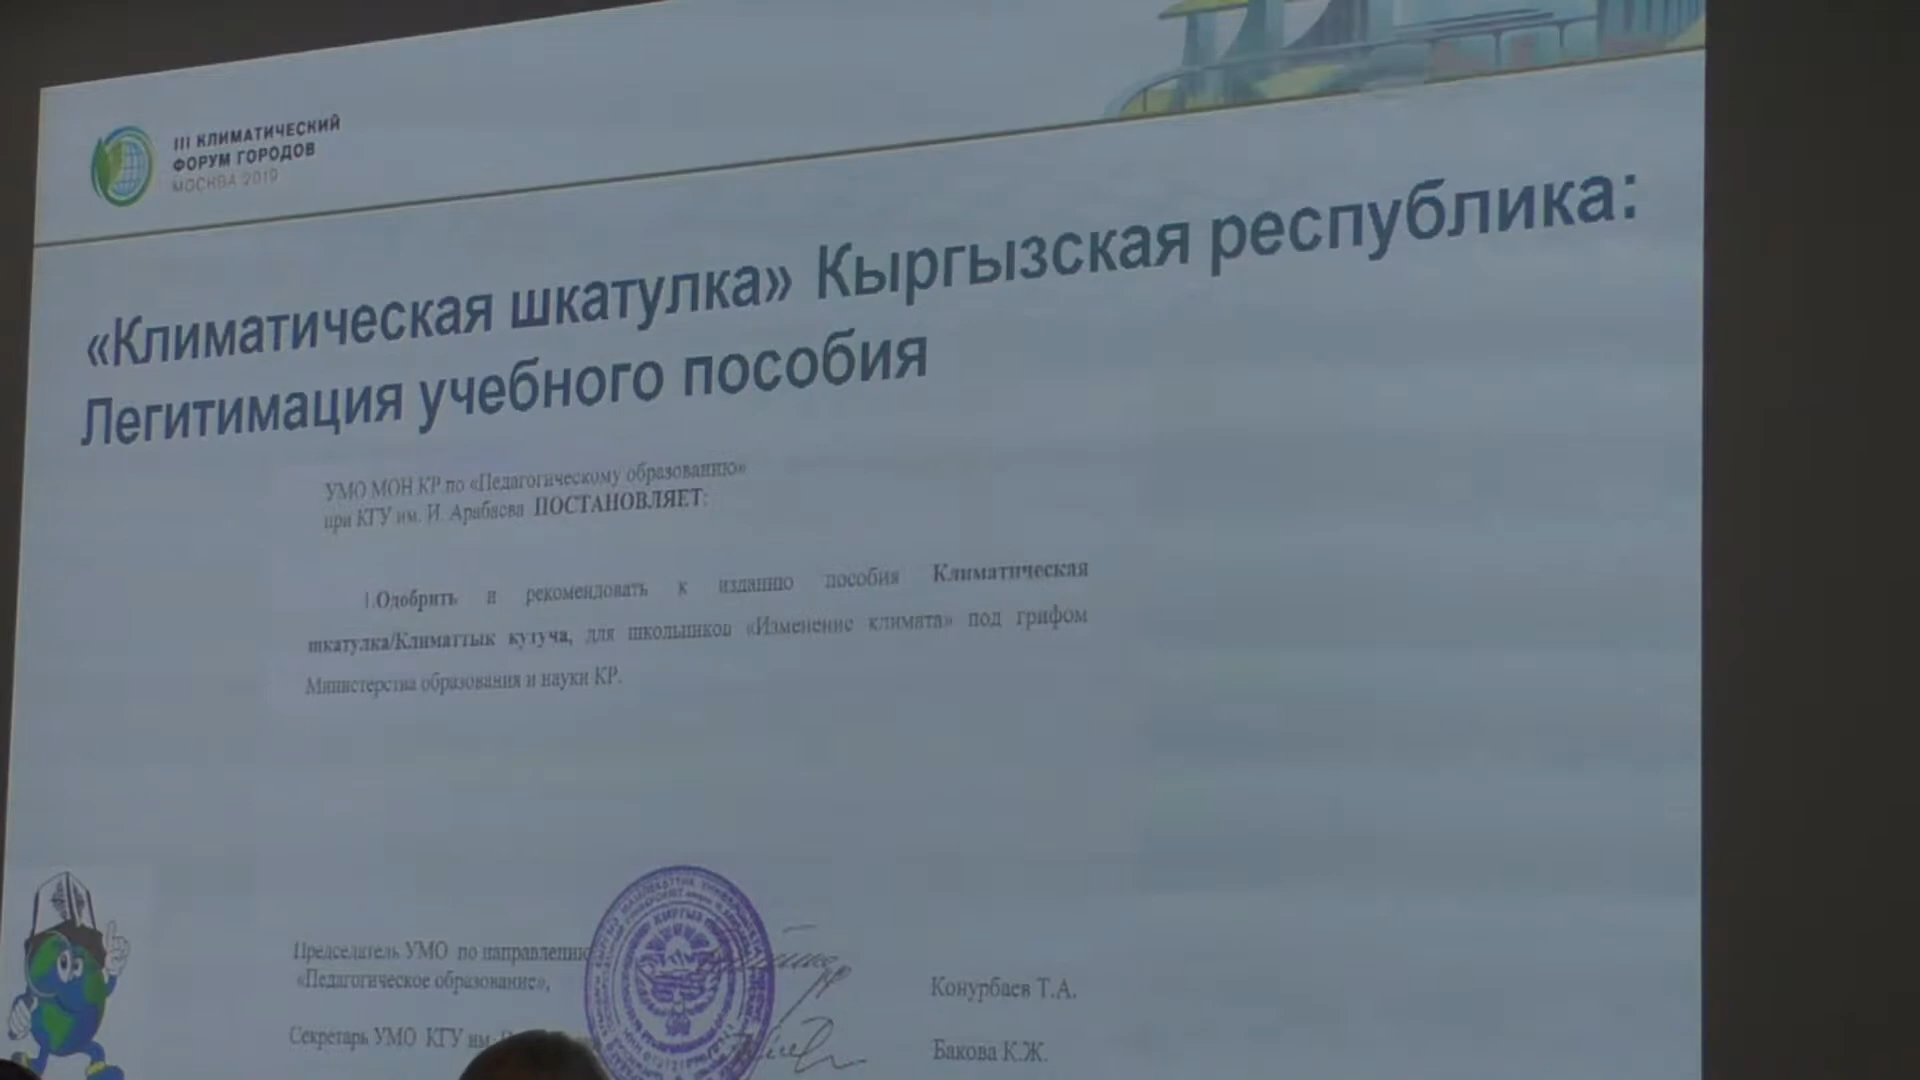 III КЛИМАТИЧЕСКИЙ
ФОРУМ ГОРОДОВ
МОСКВА 2019
«Климатическая шкатулка» Кыргызская республика:
Легитимация учебного пособия
УМО МОН КР по «Педагогическому образованию»
при КГУ им. И. Арабаева ПОСТАНОВЛЯЕТ:
1.Одобрить и рекомендовать к изданию пособия Климатическая
шкатулка/Климаттык кутуча, для школьников «Изменение климата» под грифом
Министерства образования и науки КР.
Председатель УМО по направлению
«Педагогическое образование»,
Конурбаев Т.А.
Секретарь УМО КГУ им.
Бакова К.Ж.